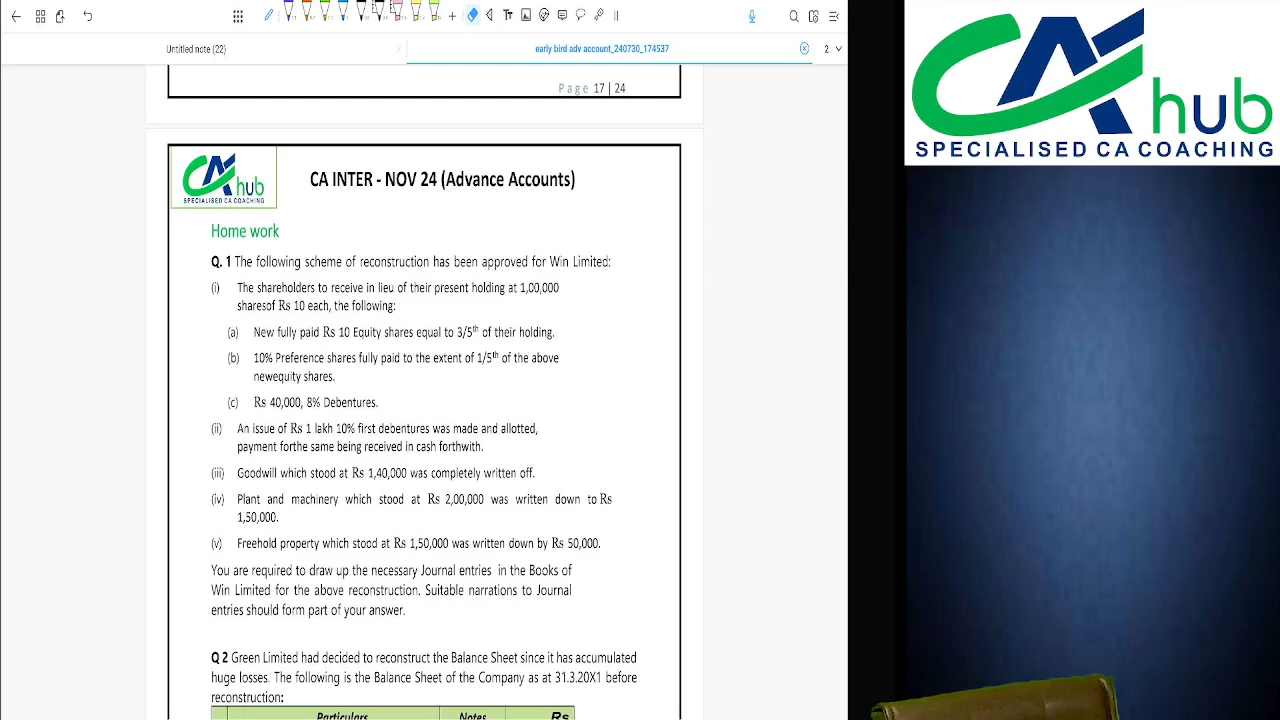 Untitled note (22)
early bird adv account_240730_174537
2
Page 17 | 24
CA hub
SPECIALISED CA COACHING
CA INTER - NOV 24 (Advance Accounts)
Home work
Q. 1 The following scheme of reconstruction has been approved for Win Limited:
(i) The shareholders to receive in lieu of their present holding at 1,00,000
sharesof Rs 10 each, the following:
(a) New fully paid Rs 10 Equity shares equal to 3/5th of their holding.
(b) 10% Preference shares fully paid to the extent of 1/5th of the above
newequity shares.
(c) Rs 40,000, 8% Debentures.
(ii) An issue of Rs 1 lakh 10% first debentures was made and allotted,
payment forthe same being received in cash forthwith.
(iii) Goodwill which stood at Rs 1,40,000 was completely written off.
(iv) Plant and machinery which stood at Rs 2,00,000 was written down to Rs
1,50,000.
(v) Freehold property which stood at Rs 1,50,000 was written down by Rs 50,000.
You are required to draw up the necessary Journal entries in the Books of
Win Limited for the above reconstruction. Suitable narrations to Journal
entries should form part of your answer.
Q 2 Green Limited had decided to reconstruct the Balance Sheet since it has accumulated
huge losses. The following is the Balance Sheet of the Company as at 31.3.20X1 before
reconstruction:
Particulars Notes Rs
CA hub
SPECIALISED CA COACHING